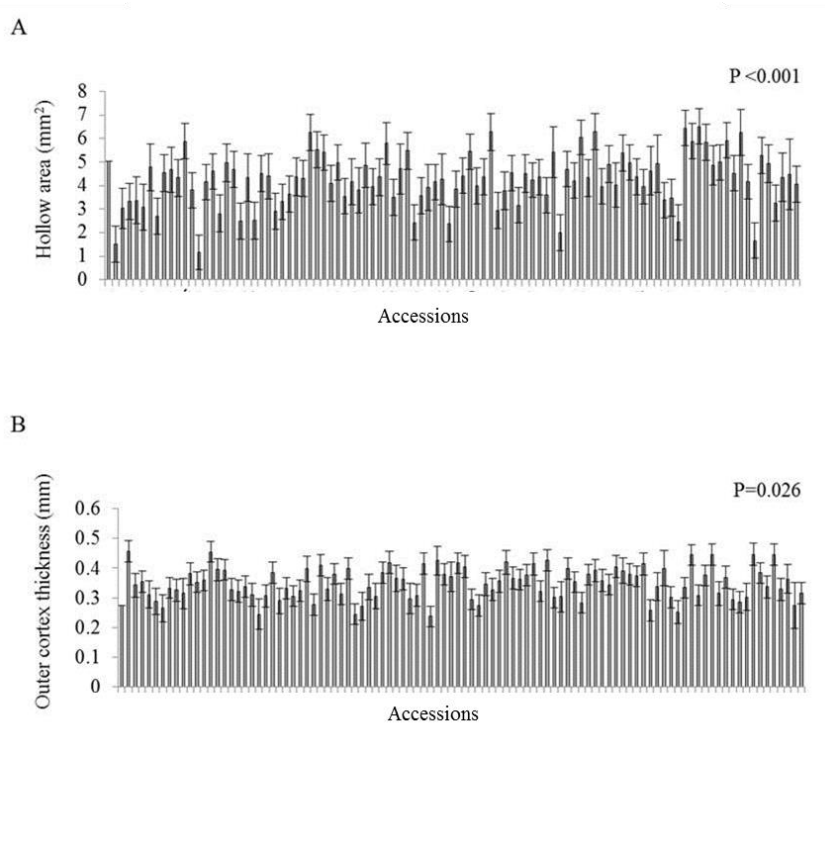 A
P <0.001
Hollow area (mm²)
8
7
6
5
4
3
2
1
0
Accessions
B
P=0.026
Outer cortex thickness (mm)
0.6
0.5
0.4
0.3
0.2
0.1
0
Accessions